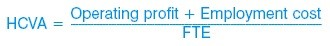 HCVA = Operating profit + Employment cost
FTE